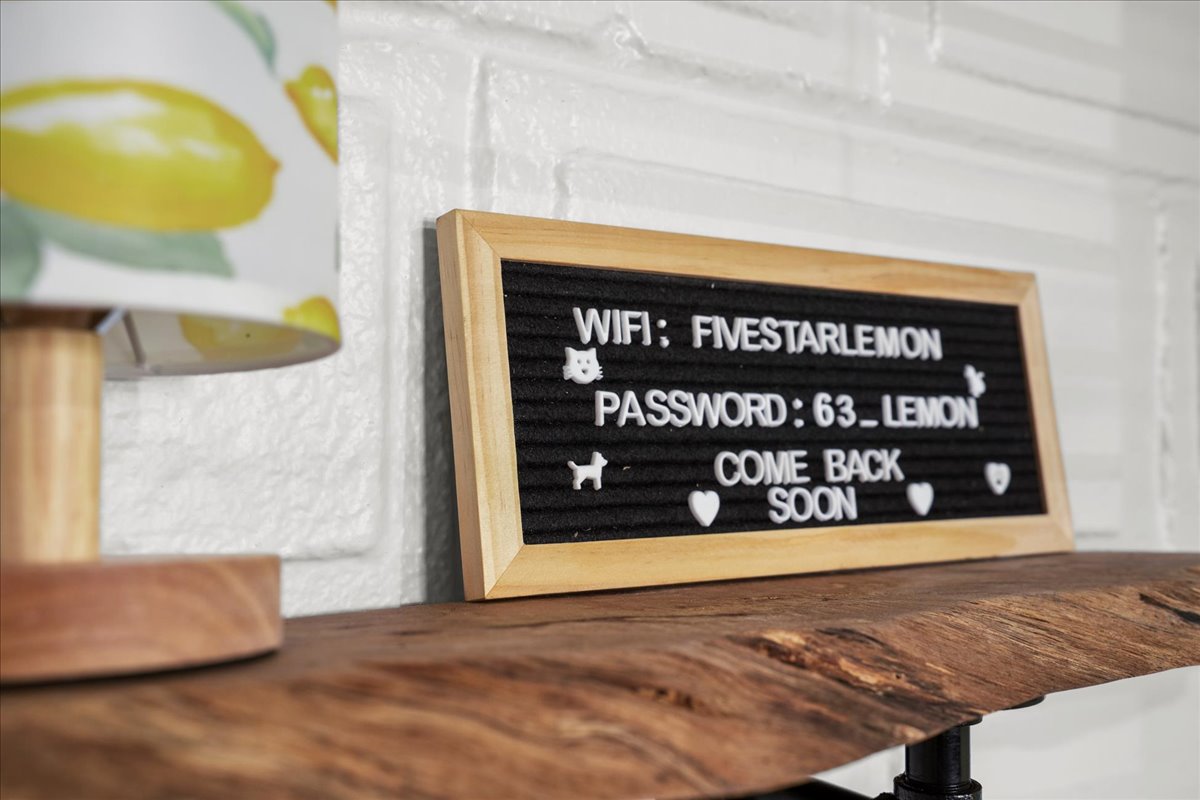 WIFI: FIVESTARLEMON
PASSWORD: 63_LEMON
COME BACK
SOON